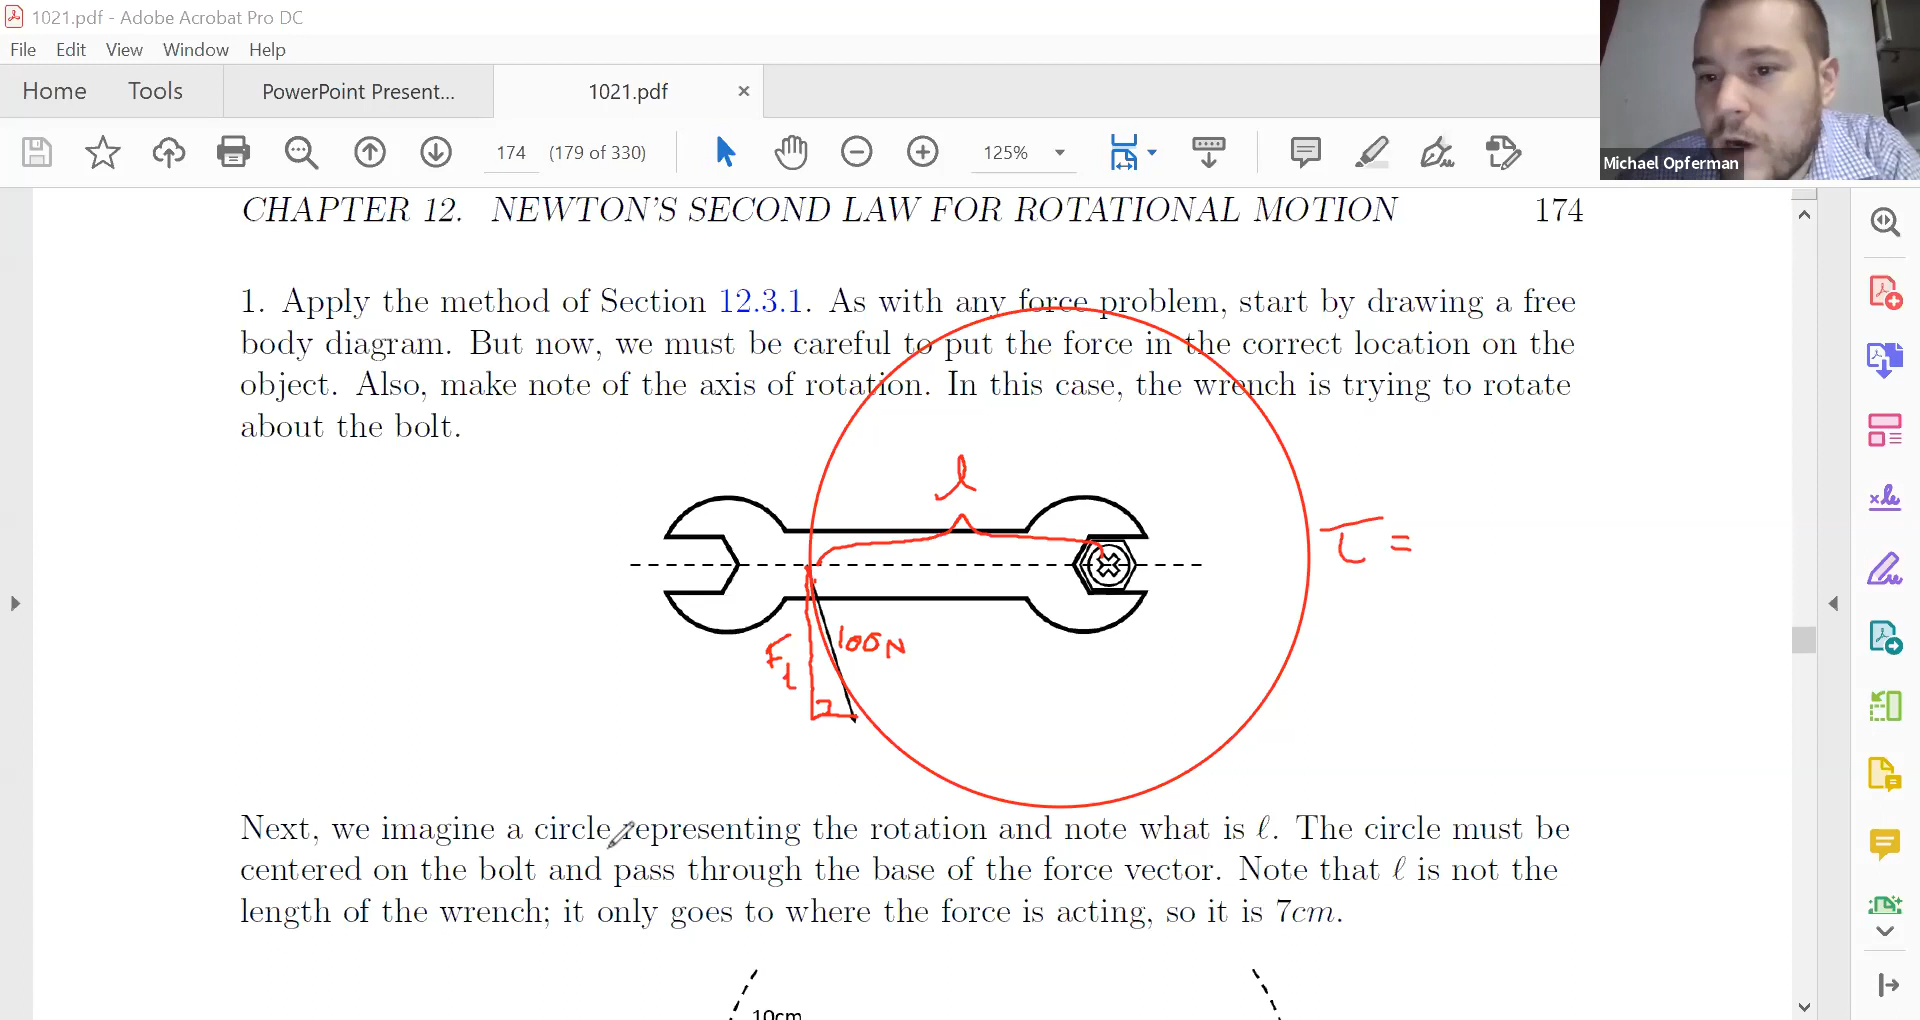 1021.pdf - Adobe Acrobat Pro DC
File Edit View Window Help
Home Tools PowerPoint Present... 1021.pdf ×
174 (179 of 330) 125%
Michael Opferman
CHAPTER 12. NEWTON'S SECOND LAW FOR ROTATIONAL MOTION 174
1. Apply the method of Section 12.3.1. As with any force problem, start by drawing a free
body diagram. But now, we must be careful to put the force in the correct location on the
object. Also, make note of the axis of rotation. In this case, the wrench is trying to rotate
about the bolt.
ℓ
τ =
100N
Next, we imagine a circle representing the rotation and note what is ℓ. The circle must be
centered on the bolt and pass through the base of the force vector. Note that ℓ is not the
length of the wrench; it only goes to where the force is acting, so it is 7cm.
10cm